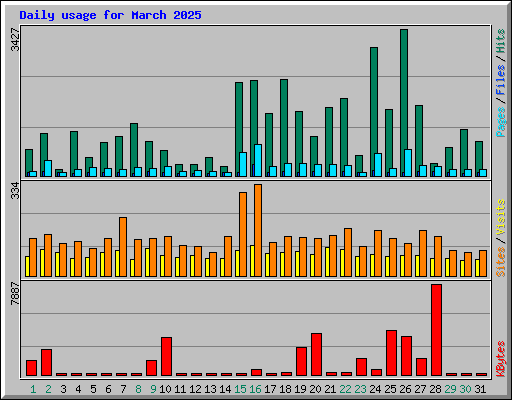 Daily usage for March 2025
3427
Pages / Files / Hits
334
Sites / Visits
7887
KBytes
1 2 3 4 5 6 7 8 9 10 11 12 13 14 15 16 17 18 19 20 21 22 23 24 25 26 27 28 29 30 31